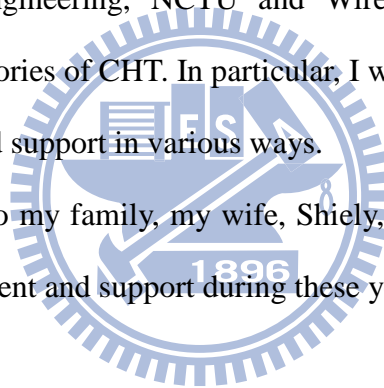 ngineering, NCTU and Wire
ories of CHT. In particular, I w
l support in various ways.
o my family, my wife, Shiely,
ent and support during these y
E S
1896